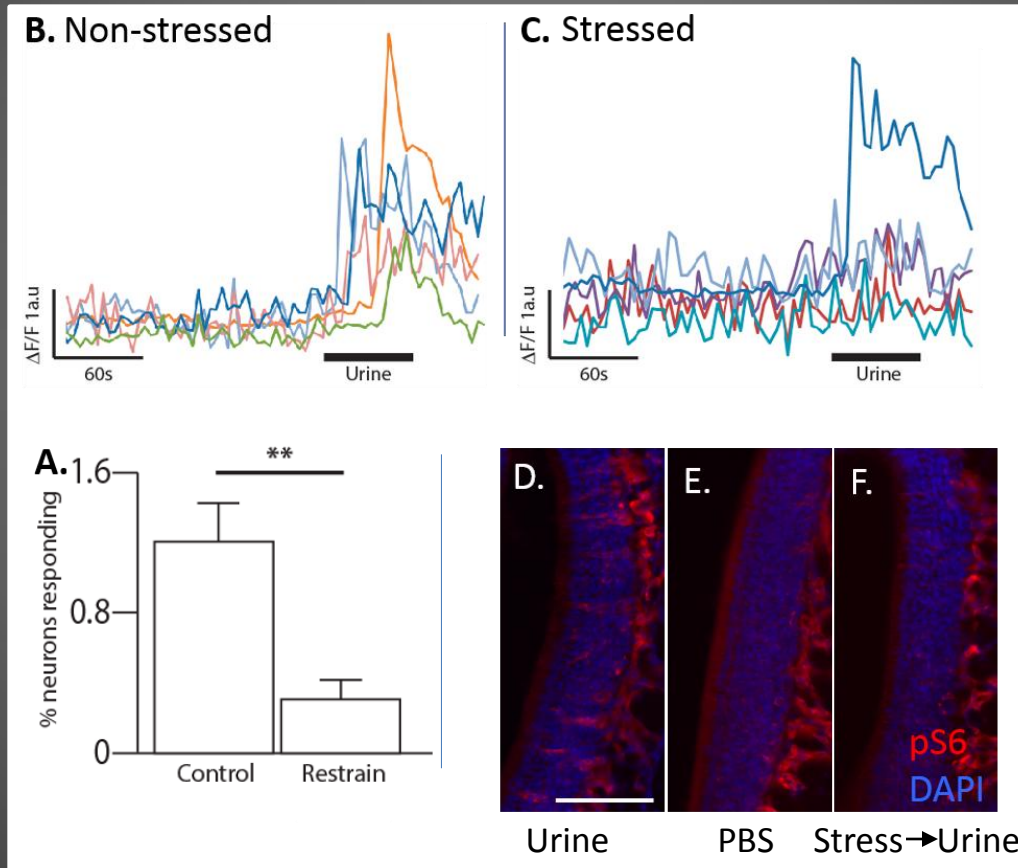 B. Non-stressed
C. Stressed
ΔF/F 1a.u
60s
Urine
ΔF/F 1a.u
60s
Urine
A.
**
1.6
0.8
0
% neurons responding
Control
Restrain
D.
E.
F.
pS6
DAPI
Urine
PBS
Stress→Urine